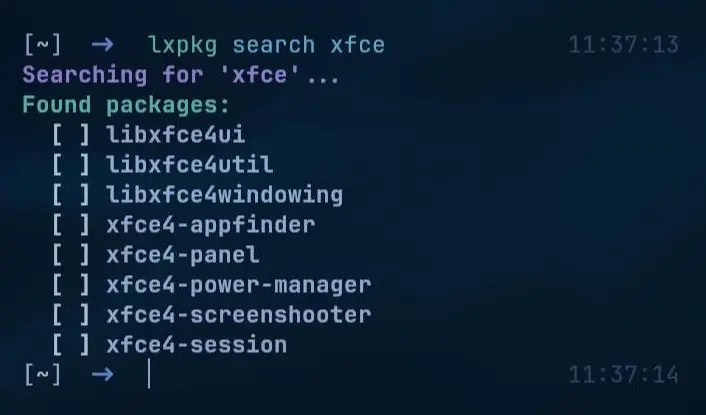 [~] → lxpkg search xfce 11:37:13
Searching for 'xfce'...
Found packages:
[ ] libxfce4ui
[ ] libxfce4util
[ ] libxfce4windowing
[ ] xfce4-appfinder
[ ] xfce4-panel
[ ] xfce4-power-manager
[ ] xfce4-screenshooter
[ ] xfce4-session
[~] → 11:37:14